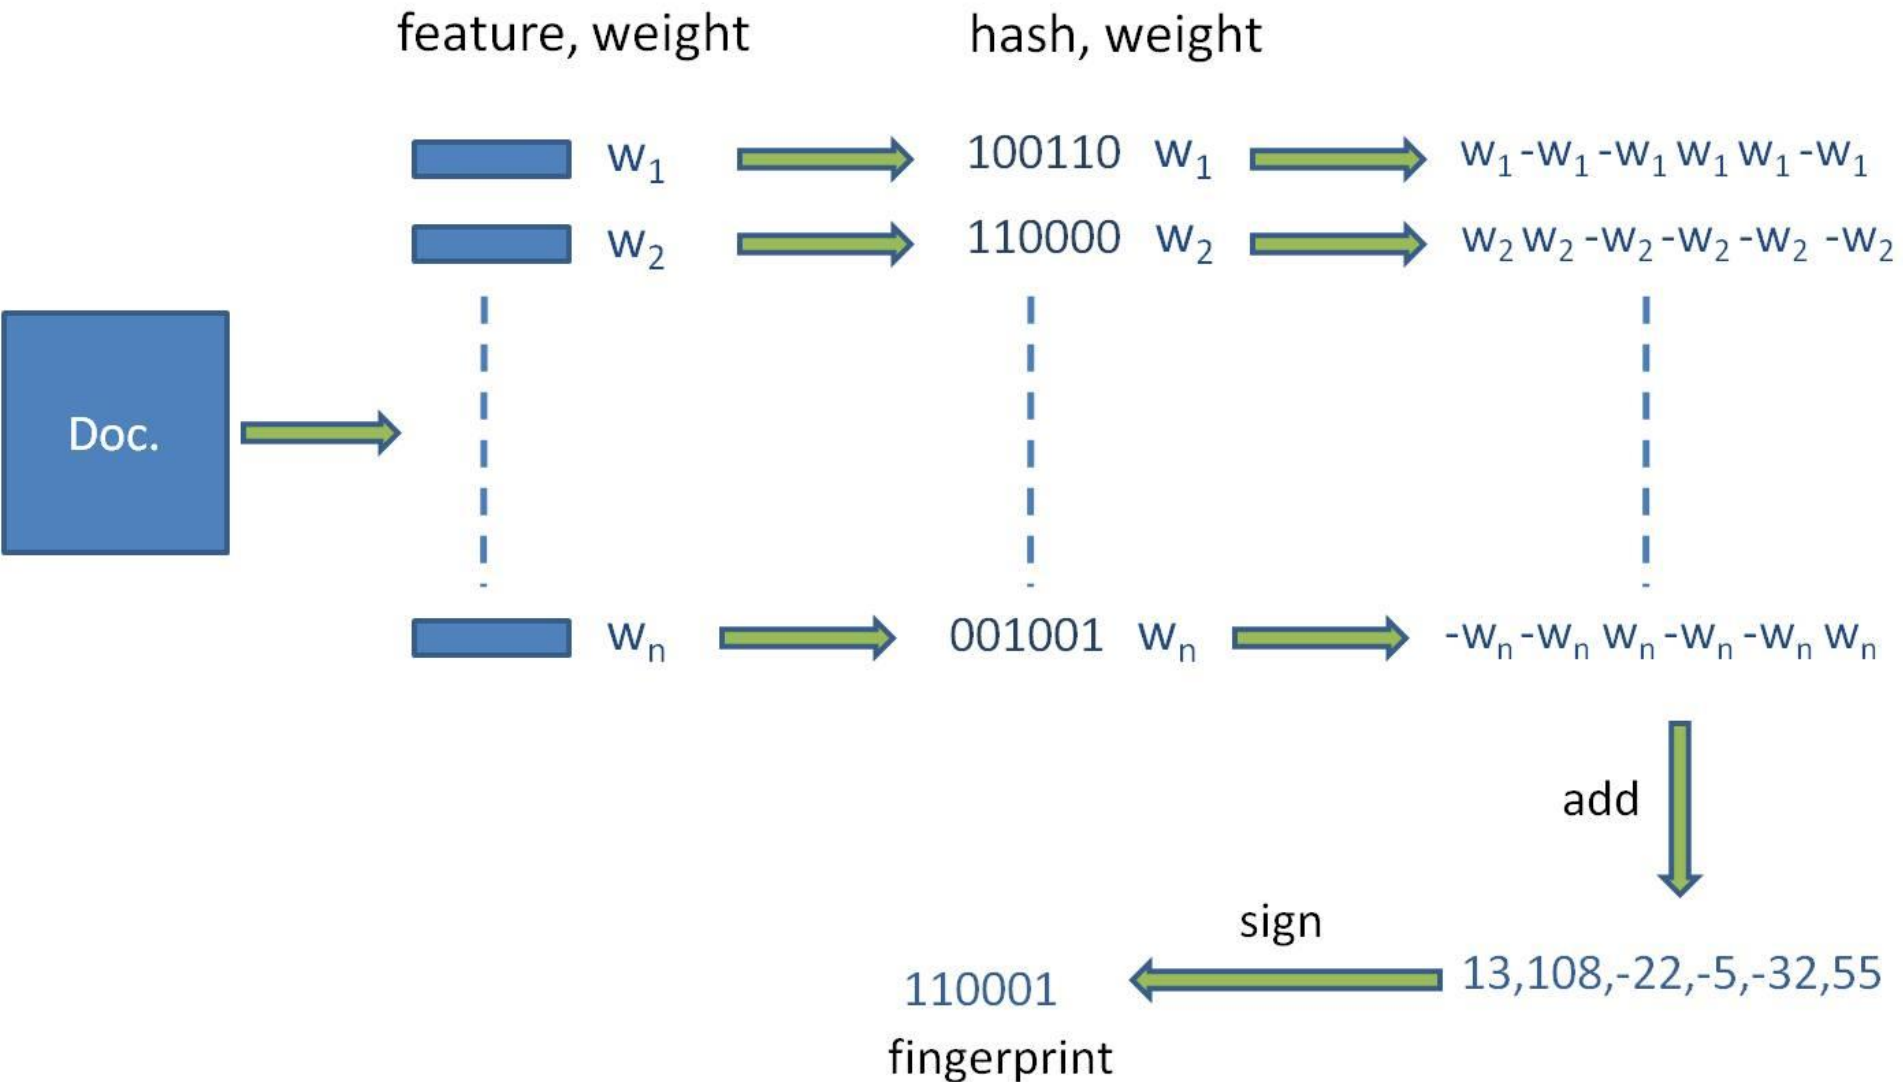 feature, weight
hash, weight
w₁ 100110 w₁ w₁ -w₁ -w₁ w₁ w₁ -w₁
w₂ 110000 w₂ w₂ w₂ -w₂ -w₂ -w₂ -w₂
Doc.
wₙ 001001 wₙ -wₙ -wₙ wₙ -wₙ -wₙ wₙ
add
sign
13,108,-22,-5,-32,55
110001
fingerprint